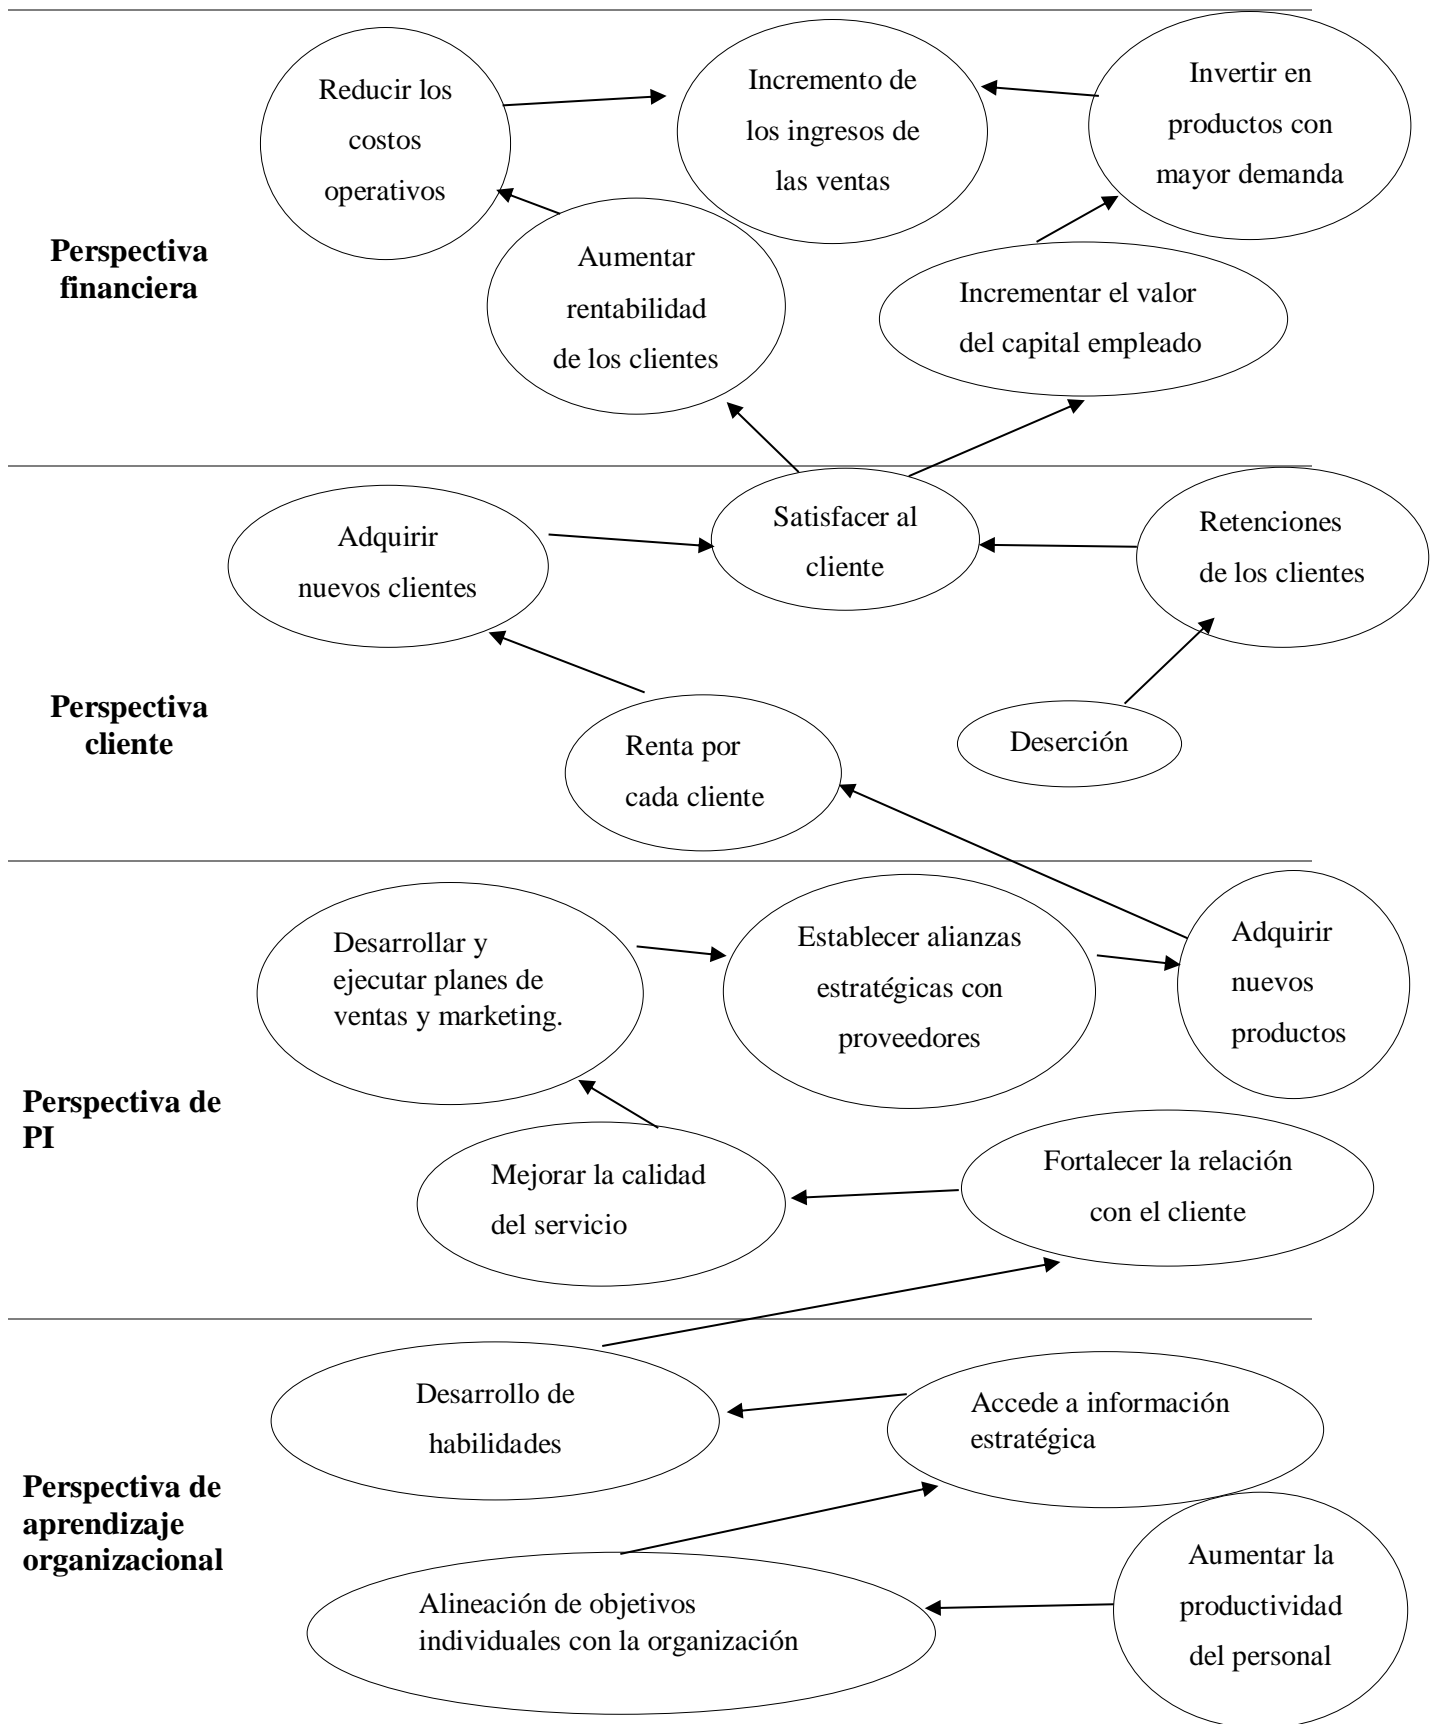 Perspectiva
financiera
Reducir los
costos
operativos
Incremento de
los ingresos de
las ventas
Invertir en
productos con
mayor demanda
Aumentar
rentabilidad
de los clientes
Incrementar el valor
del capital empleado
Perspectiva
cliente
Adquirir
nuevos clientes
Satisfacer al
cliente
Retenciones
de los clientes
Renta por
cada cliente
Deserción
Perspectiva de
PI
Desarrollar y
ejecutar planes de
ventas y marketing.
Establecer alianzas
estratégicas con
proveedores
Adquirir
nuevos
productos
Mejorar la calidad
del servicio
Fortalecer la relación
con el cliente
Perspectiva de
aprendizaje
organizacional
Desarrollo de
habilidades
Accede a información
estratégica
Alineación de objetivos
individuales con la organización
Aumentar la
productividad
del personal